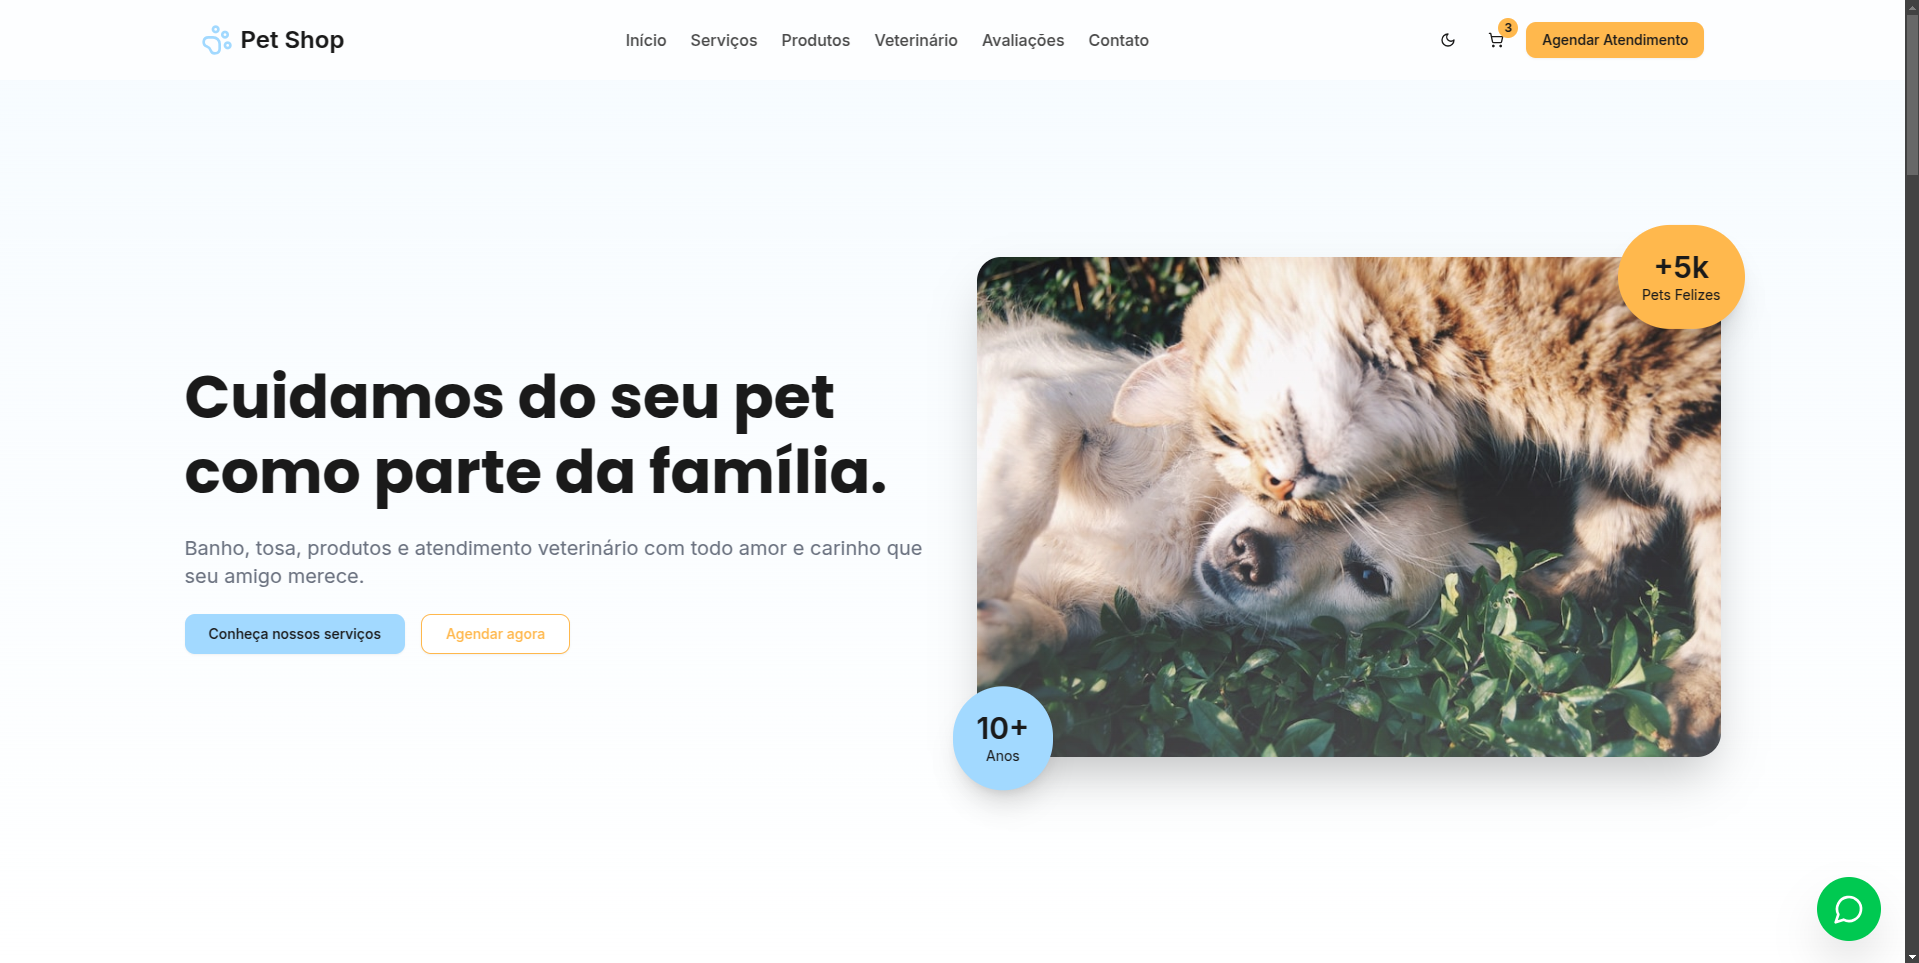 Pet Shop
Início
Serviços
Produtos
Veterinário
Avaliações
Contato
3
Agendar Atendimento
Cuidamos do seu pet
como parte da família.
Banho, tosa, produtos e atendimento veterinário com todo amor e carinho que
seu amigo merece.
Conheça nossos serviços
Agendar agora
+5k
Pets Felizes
10+
Anos